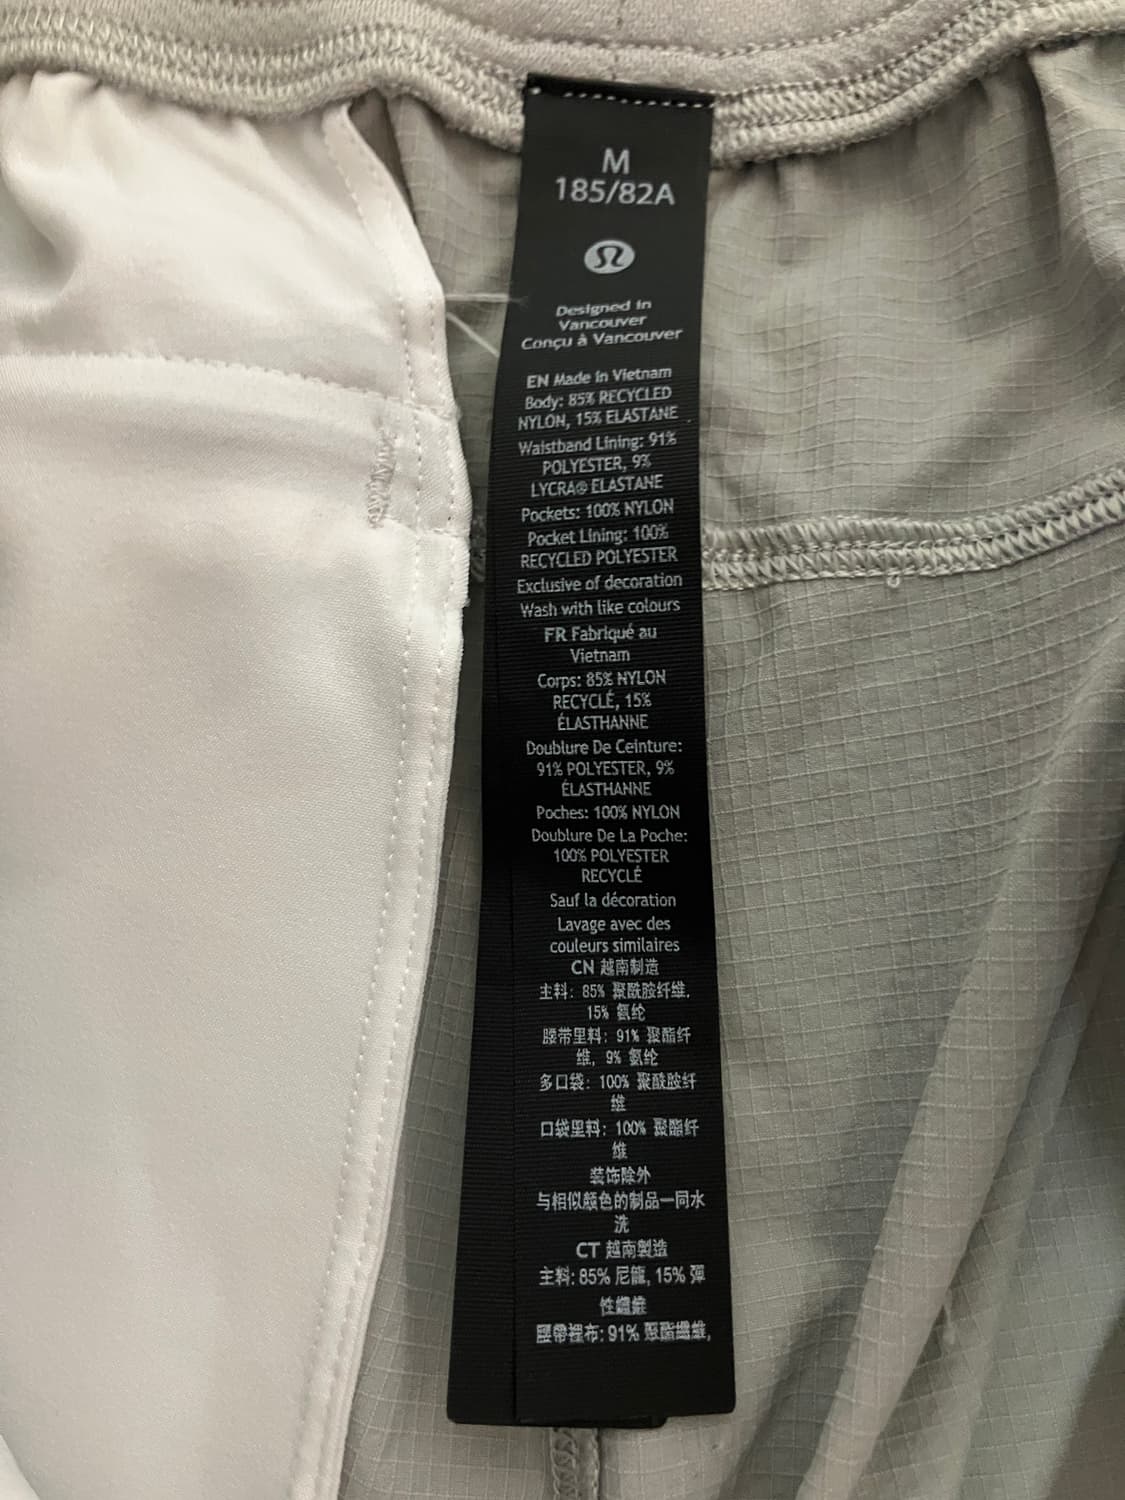 M
185/82A
Designed in
Vancouver
Conçu à Vancouver
EN Made in Vietnam
Body: 85% RECYCLED
NYLON, 15% ELASTANE
Waistband Lining: 91%
POLYESTER, 9%
LYCRA® ELASTANE
Pockets: 100% NYLON
Pocket Lining: 100%
RECYCLED POLYESTER
Exclusive of decoration
Wash with like colours
FR Fabriqué au
Vietnam
Corps: 85% NYLON
RECYCLÉ, 15%
ÉLASTHANNE
Doublure De Ceinture:
91% POLYESTER, 9%
ÉLASTHANNE
Poches: 100% NYLON
Doublure De La Poche:
100% POLYESTER
RECYCLÉ
Sauf la décoration
Lavage avec des
couleurs similaires
CN 越南制造
主料: 85% 聚酰胺纤维,
15% 氨纶
腰带里料: 91% 聚酯纤
维, 9% 氨纶
多口袋: 100% 聚酰胺纤
维
口袋里料: 100% 聚酯纤
维
装饰除外
与相似颜色的制品一同水
洗
CT 越南製造
主料: 85% 尼龍, 15% 彈
性纖維
腰帶裡布: 91% 聚酯纖維,